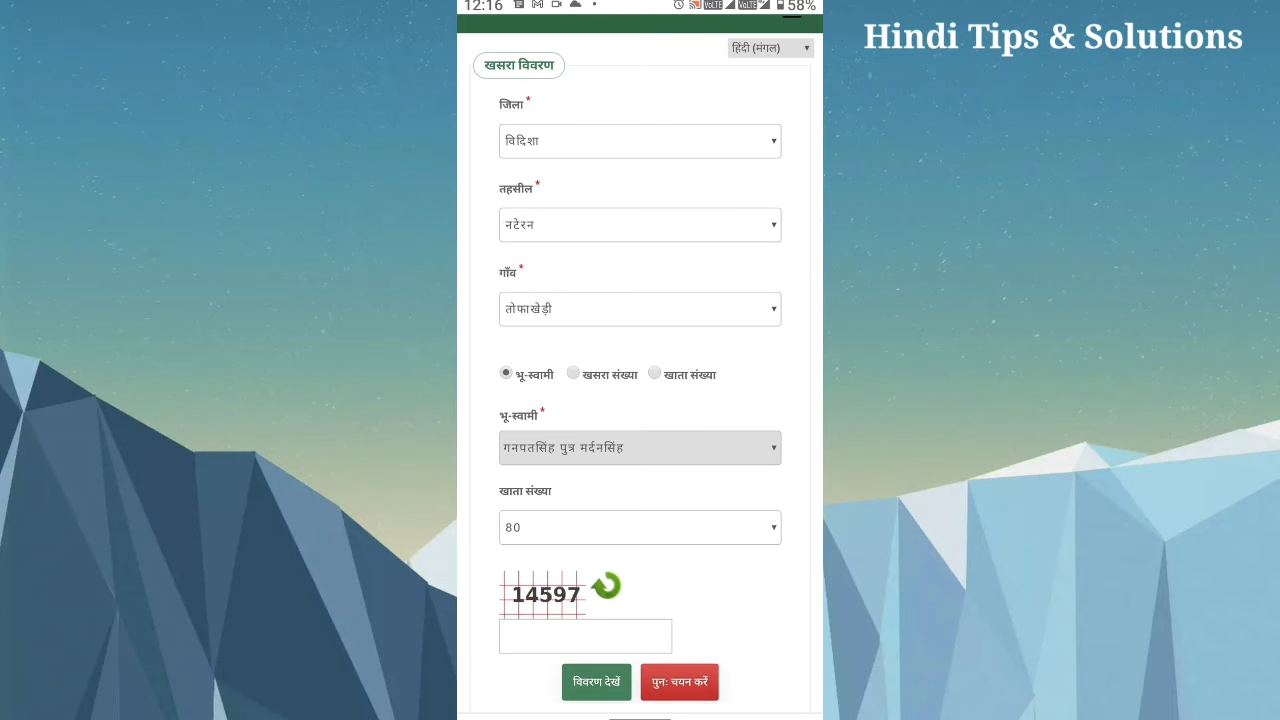 12:16 58%
Hindi Tips & Solutions
हिंदी (मंगल)
खसरा विवरण
जिला *
विदिशा
तहसील *
नटेरन
गाँव *
तोफाखेड़ी
भू-स्वामी खसरा संख्या खाता संख्या
भू-स्वामी *
गनपतसिंह पुत्र मर्दनसिंह
खाता संख्या
80
14597
विवरण देखें पुनः चयन करें